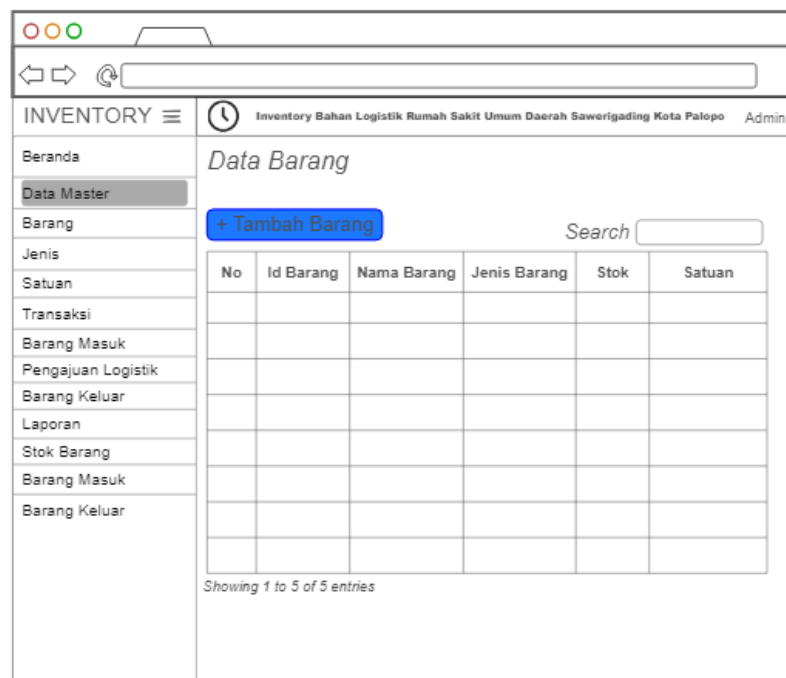 INVENTORY
Inventory Bahan Logistik Rumah Sakit Umum Daerah Sawerigading Kota Palopo
Admin
Beranda
Data Master
Barang
Jenis
Satuan
Transaksi
Barang Masuk
Pengajuan Logistik
Barang Keluar
Laporan
Stok Barang
Barang Masuk
Barang Keluar
Data Barang
+ Tambah Barang
Search
No Id Barang Nama Barang Jenis Barang Stok Satuan
Showing 1 to 5 of 5 entries